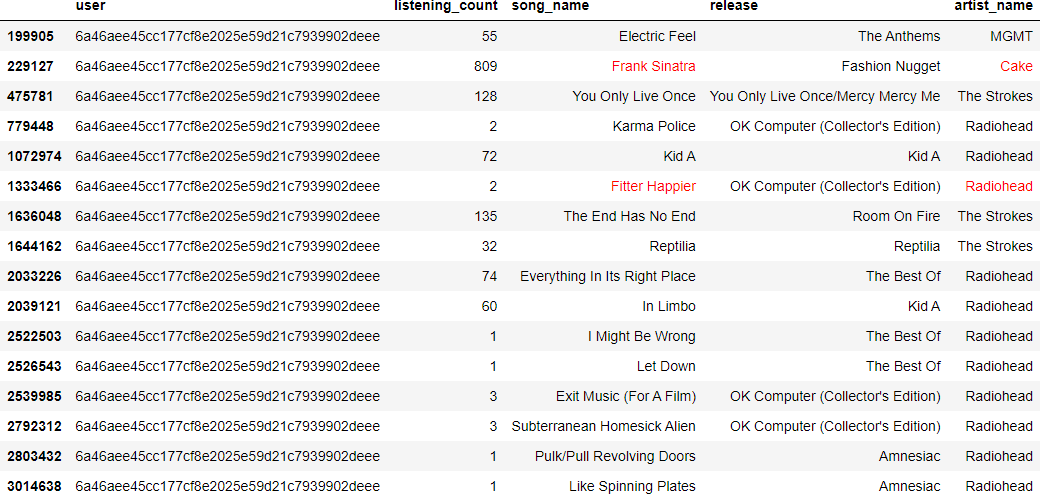 user listening_count song_name release artist_name
199905 6a46aee45cc177cf8e2025e59d21c7939902deee 55 Electric Feel The Anthems MGMT
229127 6a46aee45cc177cf8e2025e59d21c7939902deee 809 Frank Sinatra Fashion Nugget Cake
475781 6a46aee45cc177cf8e2025e59d21c7939902deee 128 You Only Live Once You Only Live Once/Mercy Mercy Me The Strokes
779448 6a46aee45cc177cf8e2025e59d21c7939902deee 2 Karma Police OK Computer (Collector's Edition) Radiohead
1072974 6a46aee45cc177cf8e2025e59d21c7939902deee 72 Kid A Kid A Radiohead
1333466 6a46aee45cc177cf8e2025e59d21c7939902deee 2 Fitter Happier OK Computer (Collector's Edition) Radiohead
1636048 6a46aee45cc177cf8e2025e59d21c7939902deee 135 The End Has No End Room On Fire The Strokes
1644162 6a46aee45cc177cf8e2025e59d21c7939902deee 32 Reptilia Reptilia The Strokes
2033226 6a46aee45cc177cf8e2025e59d21c7939902deee 74 Everything In Its Right Place The Best Of Radiohead
2039121 6a46aee45cc177cf8e2025e59d21c7939902deee 60 In Limbo Kid A Radiohead
2522503 6a46aee45cc177cf8e2025e59d21c7939902deee 1 I Might Be Wrong The Best Of Radiohead
2526543 6a46aee45cc177cf8e2025e59d21c7939902deee 1 Let Down The Best Of Radiohead
2539985 6a46aee45cc177cf8e2025e59d21c7939902deee 3 Exit Music (For A Film) OK Computer (Collector's Edition) Radiohead
2792312 6a46aee45cc177cf8e2025e59d21c7939902deee 3 Subterranean Homesick Alien OK Computer (Collector's Edition) Radiohead
2803432 6a46aee45cc177cf8e2025e59d21c7939902deee 1 Pulk/Pull Revolving Doors Amnesiac Radiohead
3014638 6a46aee45cc177cf8e2025e59d21c7939902deee 1 Like Spinning Plates Amnesiac Radiohead